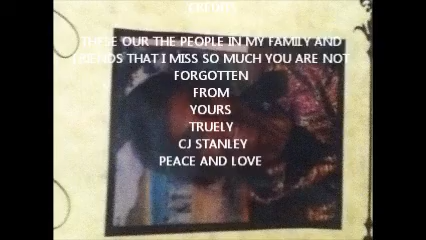 CREDITS
THESE OUR THE PEOPLE IN MY FAMILY AND
FRIENDS THAT I MISS SO MUCH YOU ARE NOT
FORGOTTEN
FROM
YOURS
TRUELY
CJ STANLEY
PEACE AND LOVE